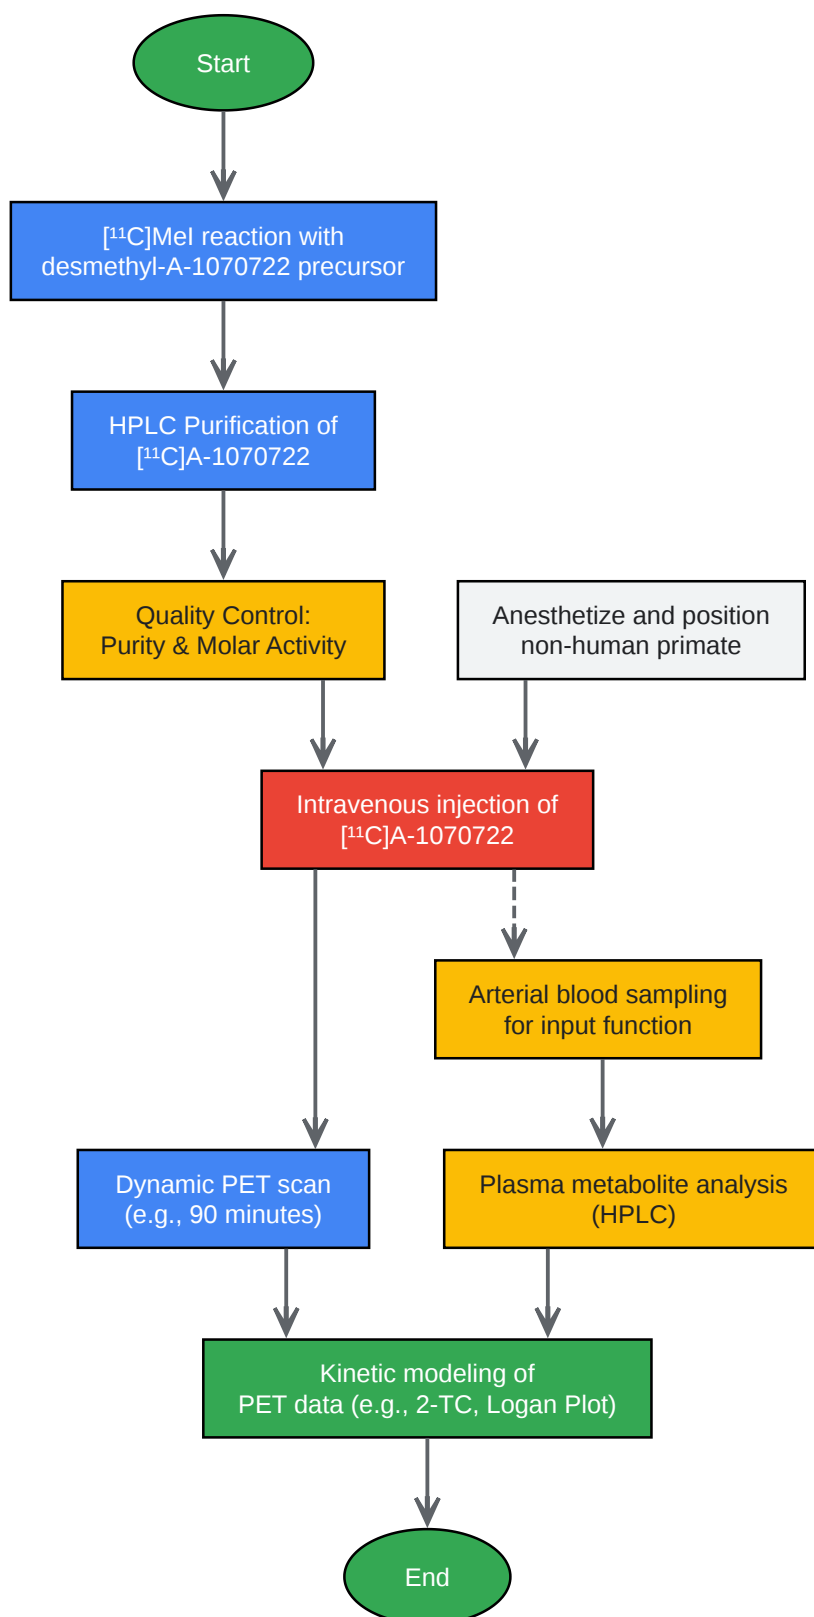 Start
[¹¹C]MeI reaction with
desmethyl-A-1070722 precursor
HPLC Purification of
[¹¹C]A-1070722
Quality Control:
Purity & Molar Activity
Anesthetize and position
non-human primate
Intravenous injection of
[¹¹C]A-1070722
Arterial blood sampling
for input function
Dynamic PET scan
(e.g., 90 minutes)
Plasma metabolite analysis
(HPLC)
Kinetic modeling of
PET data (e.g., 2-TC, Logan Plot)
End